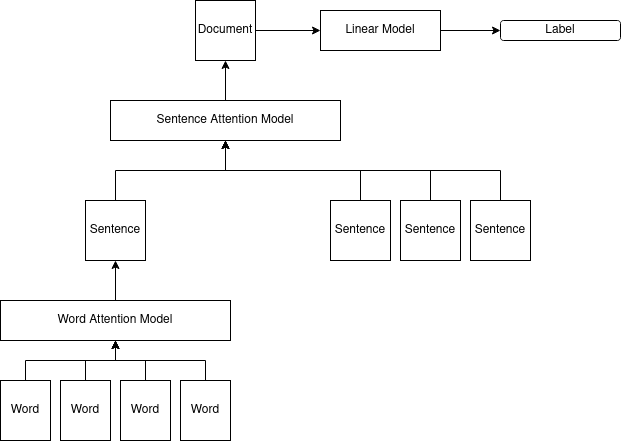 Document
Linear Model
Label
Sentence Attention Model
Sentence
Sentence
Sentence
Sentence
Word Attention Model
Word
Word
Word
Word